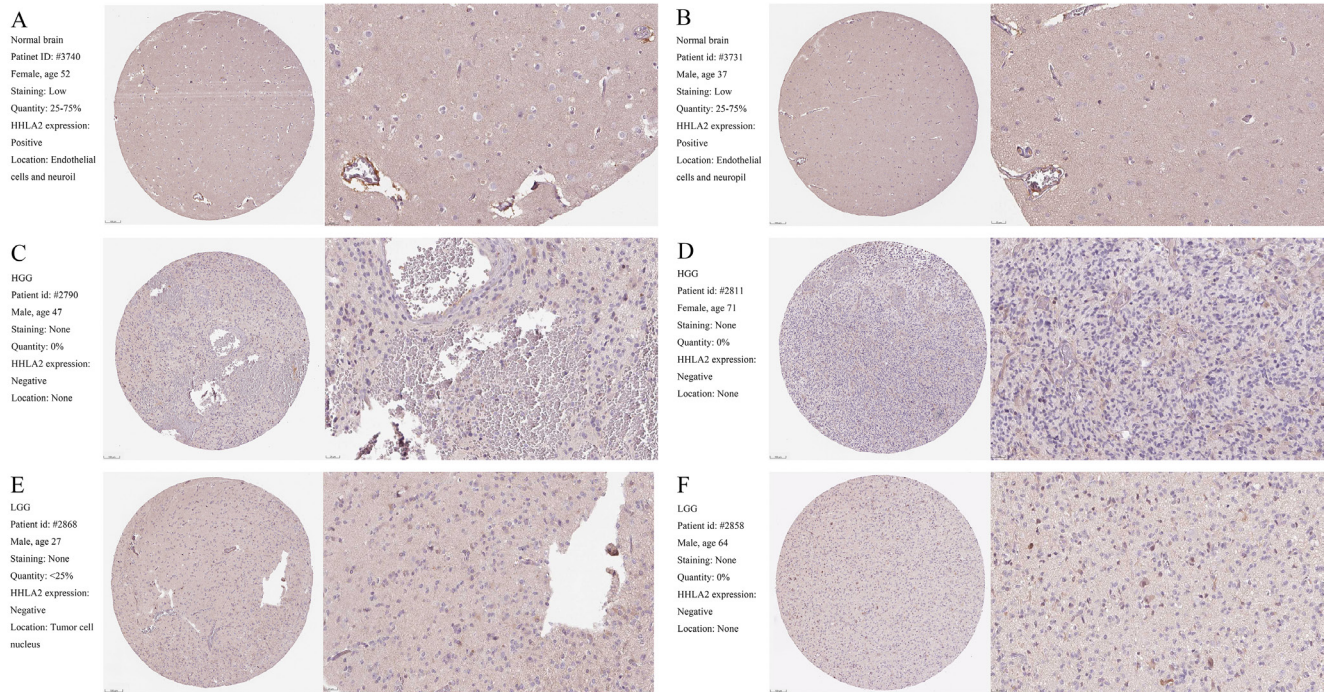 A
Normal brain
Patinet ID: #3740
Female, age 52
Staining: Low
Quantity: 25-75%
HHLA2 expression:
Positive
Location: Endothelial
cells and neuroil
B
Normal brain
Patient id: #3731
Male, age 37
Staining: Low
Quantity: 25-75%
HHLA2 expression:
Positive
Location: Endothelial
cells and neuropil
C
HGG
Patient id: #2790
Male, age 47
Staining: None
Quantity: 0%
HHLA2 expression:
Negative
Location: None
D
HGG
Patient id: #2811
Female, age 71
Staining: None
Quantity: 0%
HHLA2 expression:
Negative
Location: None
E
LGG
Patient id: #2868
Male, age 27
Staining: None
Quantity: <25%
HHLA2 expression:
Negative
Location: Tumor cell
nucleus
F
LGG
Patient id: #2858
Male, age 64
Staining: None
Quantity: 0%
HHLA2 expression:
Negative
Location: None